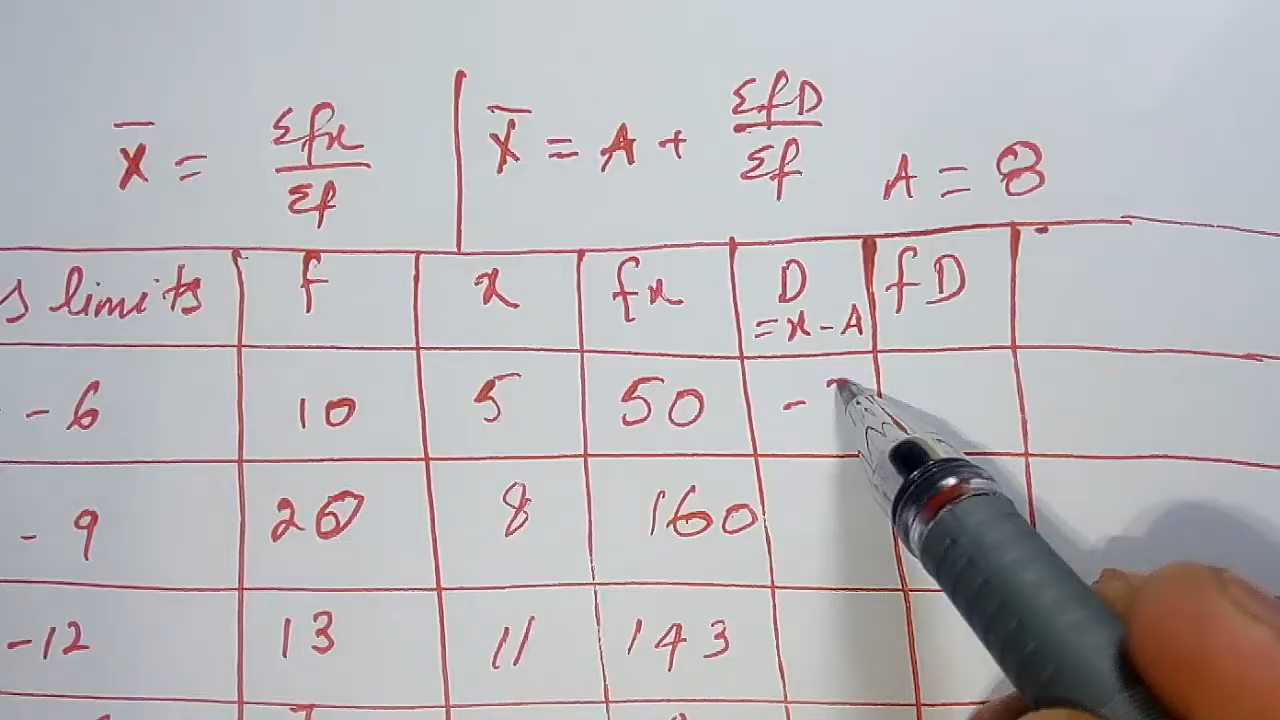 X̄ = Σfx / Σf | X̄ = A + ΣfD / Σf A = 8
s limits f x fx D = x - A fD
- 6 10 5 50 -
- 9 20 8 160
- 12 13 11 143